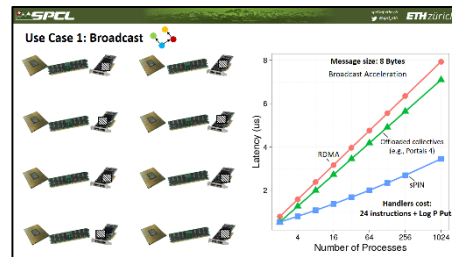 SPCL
ETH zürich
Use Case 1: Broadcast
Message size: 8 Bytes
Broadcast Acceleration
RDMA
Offloaded collectives
(e.g., Portals 4)
sPIN
Handlers cost:
24 instructions + Log P Put
Latency (us)
8
6
4
2
4
16
64
256
1024
Number of Processes